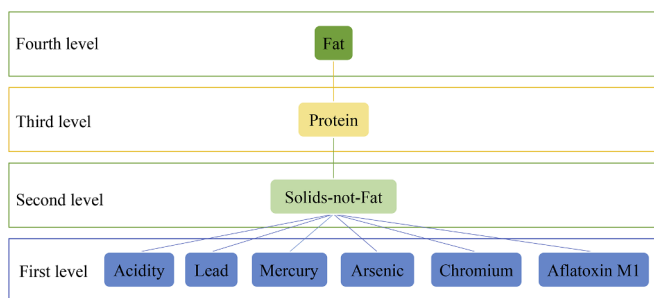 Fourth level
Fat
Third level
Protein
Second level
Solids-not-Fat
First level
Acidity
Lead
Mercury
Arsenic
Chromium
Aflatoxin M1